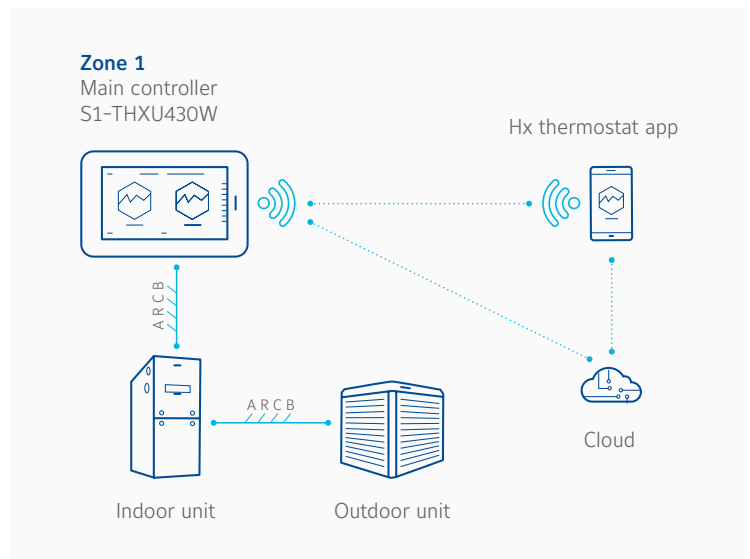 Zone 1
Main controller
S1-THXU430W
Hx thermostat app
A R C B
A R C B
Cloud
Indoor unit
Outdoor unit